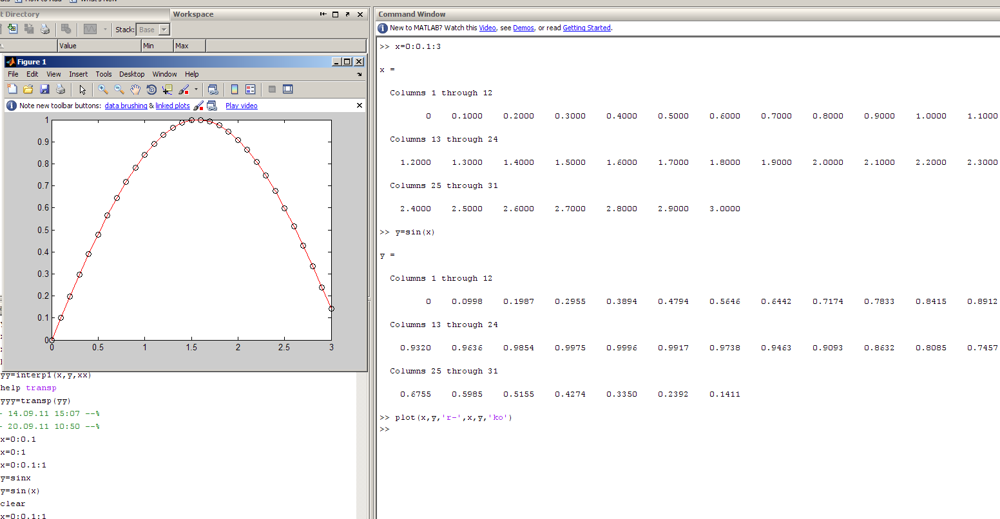 How to Add What's New
t Directory
Workspace
Stack: Base
Value Min Max
Figure 1
File Edit View Insert Tools Desktop Window Help
Note new toolbar buttons: data brushing & linked plots Play video
1
0.9
0.8
0.7
0.6
0.5
0.4
0.3
0.2
0.1
0
0 0.5 1 1.5 2 2.5 3
yy=interp1(x,y,xx)
help transp
yyy=transp(yy)
- 14.09.11 15:07 --%
- 20.09.11 10:50 --%
x=0:0.1
x=0:1
x=0:0.1:1
y=sinx
y=sin(x)
clear
x=0:0.1:1
Command Window
New to MATLAB? Watch this Video, see Demos, or read Getting Started.
>> x=0:0.1:3
x =
Columns 1 through 12
0 0.1000 0.2000 0.3000 0.4000 0.5000 0.6000 0.7000 0.8000 0.9000 1.0000 1.1000
Columns 13 through 24
1.2000 1.3000 1.4000 1.5000 1.6000 1.7000 1.8000 1.9000 2.0000 2.1000 2.2000 2.3000
Columns 25 through 31
2.4000 2.5000 2.6000 2.7000 2.8000 2.9000 3.0000
>> y=sin(x)
y =
Columns 1 through 12
0 0.0998 0.1987 0.2955 0.3894 0.4794 0.5646 0.6442 0.7174 0.7833 0.8415 0.8912
Columns 13 through 24
0.9320 0.9636 0.9854 0.9975 0.9996 0.9917 0.9738 0.9463 0.9093 0.8632 0.8085 0.7457
Columns 25 through 31
0.6755 0.5985 0.5155 0.4274 0.3350 0.2392 0.1411
>> plot(x,y,'r-',x,y,'ko')
>>